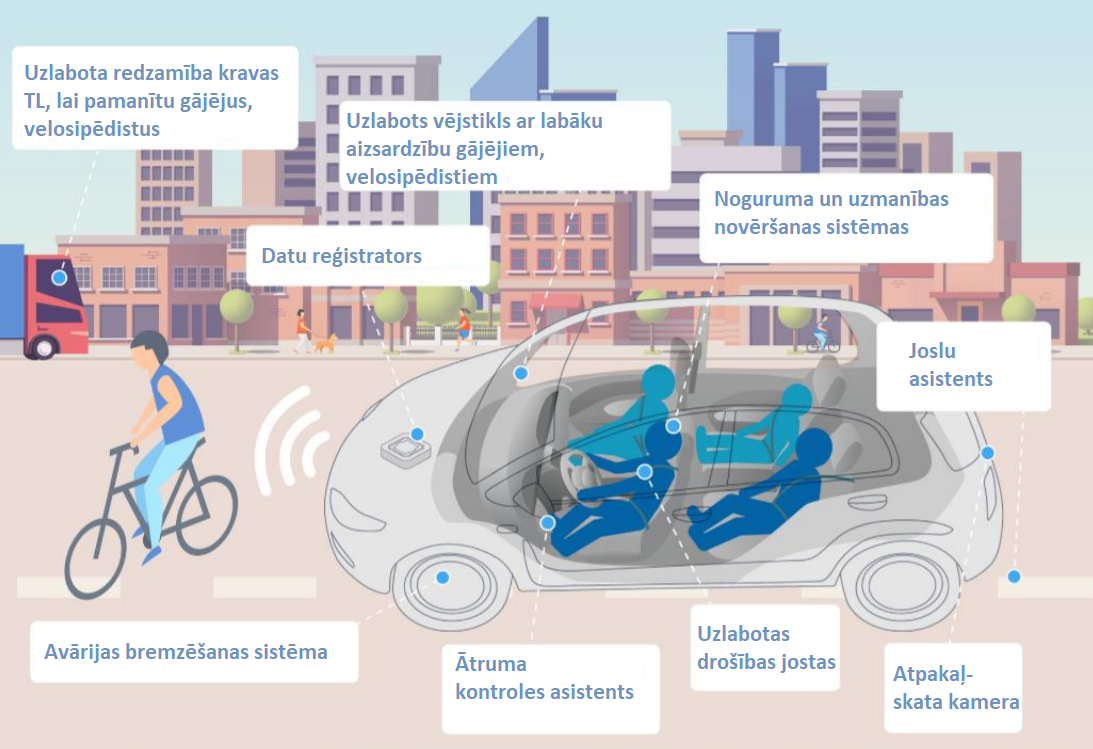 Uzlabota redzamība kravas
TL, lai pamanītu gājējus,
velosipēdistus
Uzlabots vējstikls ar labāku
aizsardzību gājējiem,
velosipēdistiem
Noguruma un uzmanības
novēršanas sistēmas
Datu reģistrators
Joslu
asistents
Avārijas bremzēšanas sistēma
Ātruma
kontroles asistents
Uzlabotas
drošības jostas
Atpakaļ-
skata kamera